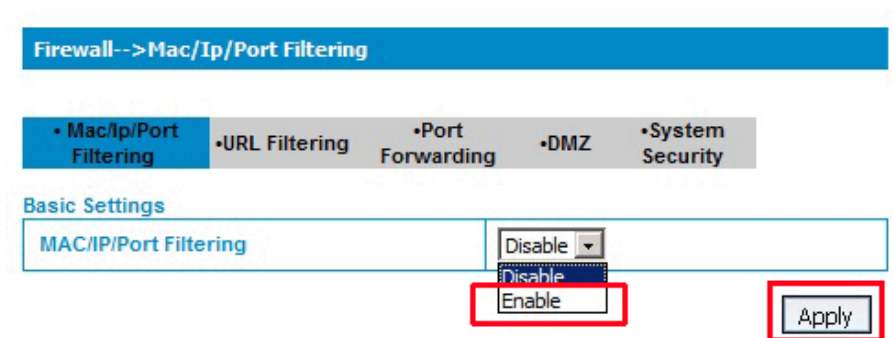 Firewall-->Mac/Ip/Port Filtering
• Mac/Ip/Port Filtering
•URL Filtering
•Port Forwarding
•DMZ
•System Security
Basic Settings
MAC/IP/Port Filtering
Disable
Disable
Enable
Apply